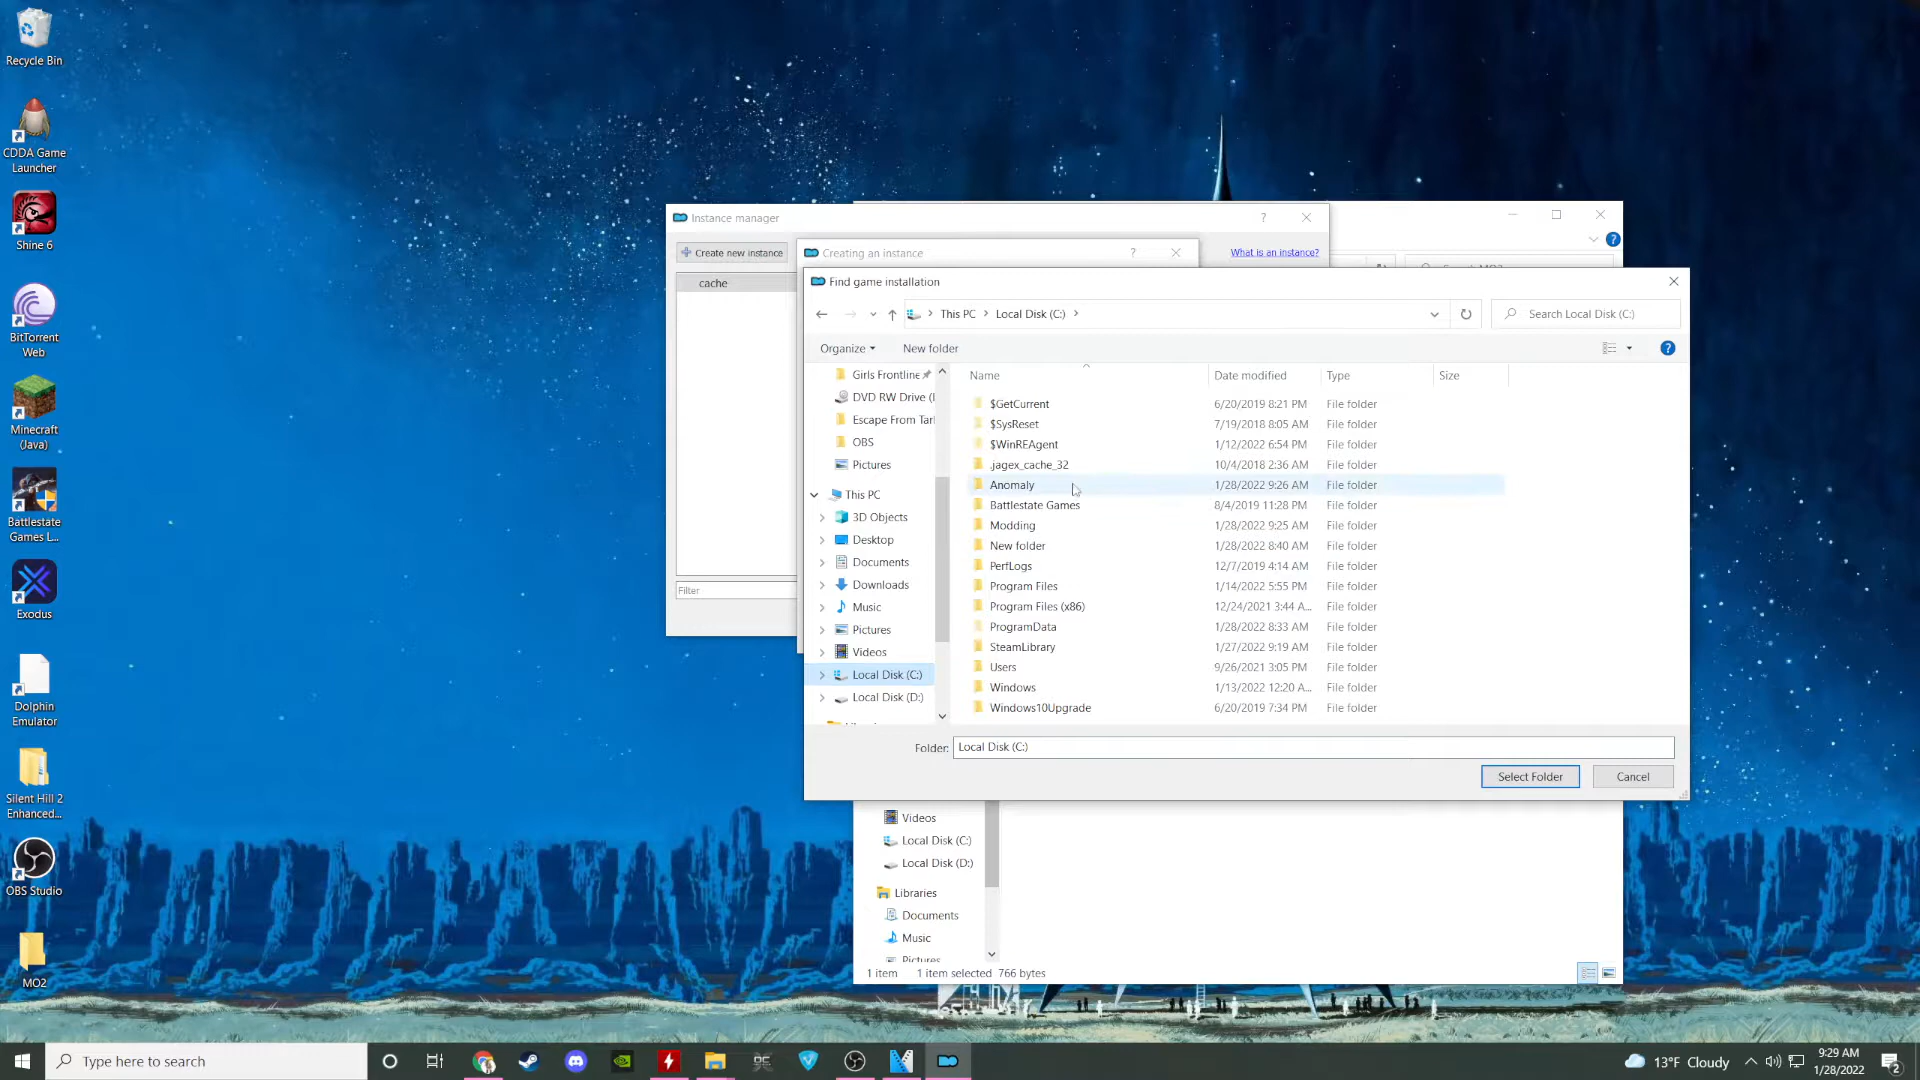 Recycle Bin
CDDA Game
Launcher
Shine 6
BitTorrent
Web
Minecraft
(Java)
Battlestate
Games L...
Exodus
Dolphin
Emulator
Silent Hill 2
Enhanced...
OBS Studio
MO2
Instance manager
?
Create new instance
What is an instance?
cache
Filter
Creating an instance
?
Find game installation
This PC
Local Disk (C:)
Search Local Disk (C:)
Organize
New folder
Girls Frontline
DVD RW Drive (
Escape From Tar
OBS
Pictures
This PC
3D Objects
Desktop
Documents
Downloads
Music
Pictures
Videos
Local Disk (C:)
Local Disk (D:)
Name Date modified Type Size
$GetCurrent 6/20/2019 8:21 PM File folder
$SysReset 7/19/2018 8:05 AM File folder
$WinREAgent 1/12/2022 6:54 PM File folder
.jagex_cache_32 10/4/2018 2:36 AM File folder
Anomaly 1/28/2022 9:26 AM File folder
Battlestate Games 8/4/2019 11:28 PM File folder
Modding 1/28/2022 9:25 AM File folder
New folder 1/28/2022 8:40 AM File folder
PerfLogs 12/7/2019 4:14 AM File folder
Program Files 1/14/2022 5:55 PM File folder
Program Files (x86) 12/24/2021 3:44 A... File folder
ProgramData 1/28/2022 8:33 AM File folder
SteamLibrary 1/27/2022 9:19 AM File folder
Users 9/26/2021 3:05 PM File folder
Windows 1/13/2022 12:20 A... File folder
Windows10Upgrade 6/20/2019 7:34 PM File folder
Folder: Local Disk (C:)
Select Folder
Cancel
Videos
Local Disk (C:)
Local Disk (D:)
Libraries
Documents
Music
Pictures
1 item 1 item selected 766 bytes
Type here to search
13°F Cloudy
9:29 AM
1/28/2022
2